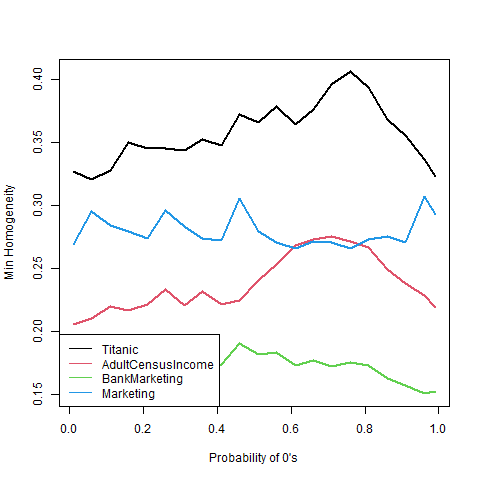 0.40
0.35
0.30
0.25
0.20
0.15
Min Homogeneity
Titanic
AdultCensusIncome
BankMarketing
Marketing
0.0 0.2 0.4 0.6 0.8 1.0
Probability of 0's